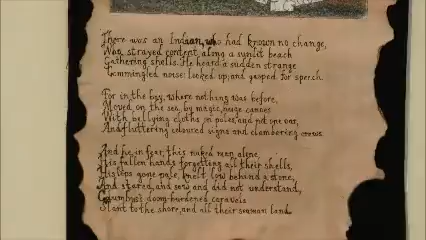 There was an Indian, who had known no change,
Who strayed content along a sunlit beach
Gathering shells. He heard a sudden strange
Commingled noise: looked up; and gasped for speech.
For in the bay, where nothing was before,
Moved on the sea, by magic, huge canoes
With bellying cloths on poles, and not one oar,
And fluttering coloured signs and clambering crews.
And he in fear, this naked man alone,
His fallen hands forgetting all their shells,
His lips gone pale, knelt low behind a stone,
And stared, and saw, and did not understand,
Columbus's doom-burdened caravels
Slant to the shore, and all their seaman land